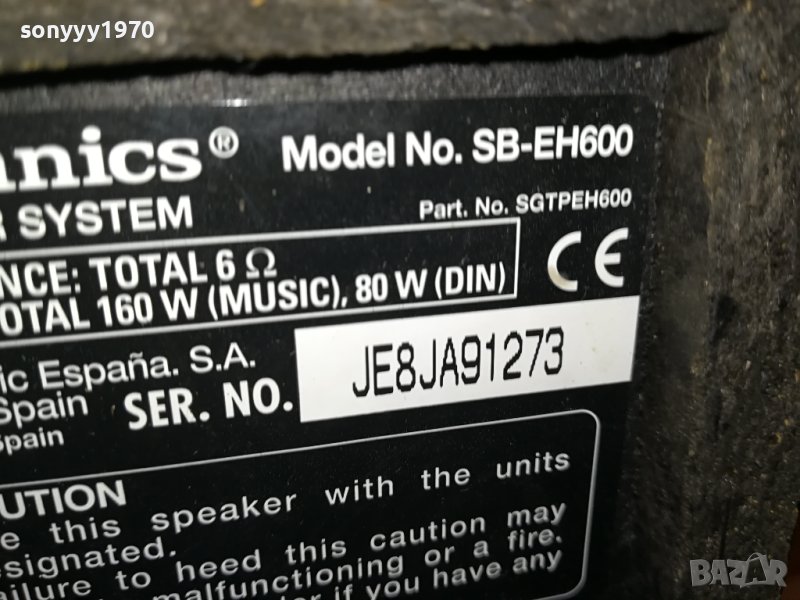 sonyyy1970
nics®
Model No. SB-EH600
R SYSTEM
Part. No. SGTPEH600
NCE: TOTAL 6 Ω
OTAL 160 W (MUSIC), 80 W (DIN)
CE
ic España. S.A.
Spain
SER. NO.
JE8JA91273
Spain
UTION
e this speaker with the units
signated.
ailure to heed this caution may
malfunctioning or a fire.
if you have any
BAZAR